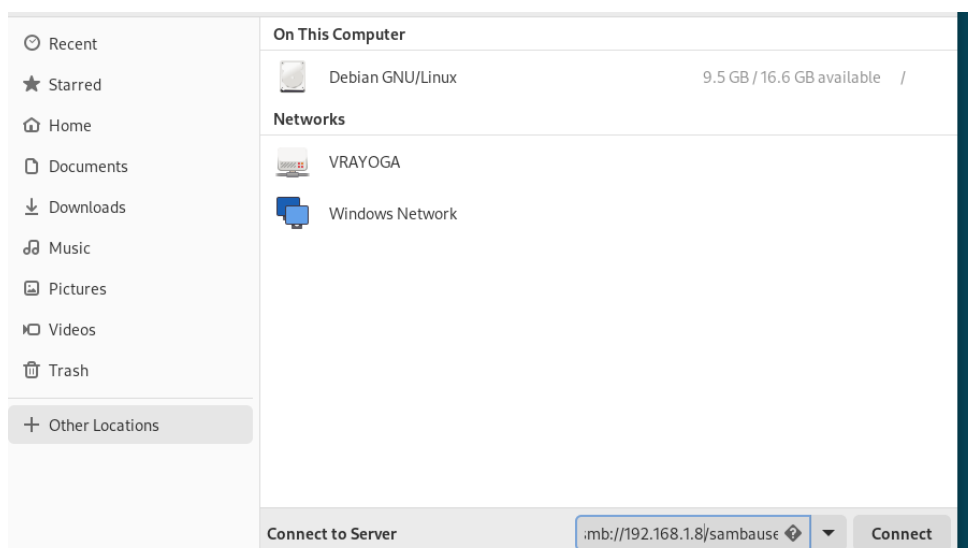 Recent
Starred
Home
Documents
Downloads
Music
Pictures
Videos
Trash
Other Locations
On This Computer
Debian GNU/Linux 9.5 GB / 16.6 GB available /
Networks
VRAYOGA
Windows Network
Connect to Server mb://192.168.1.8/sambause Connect